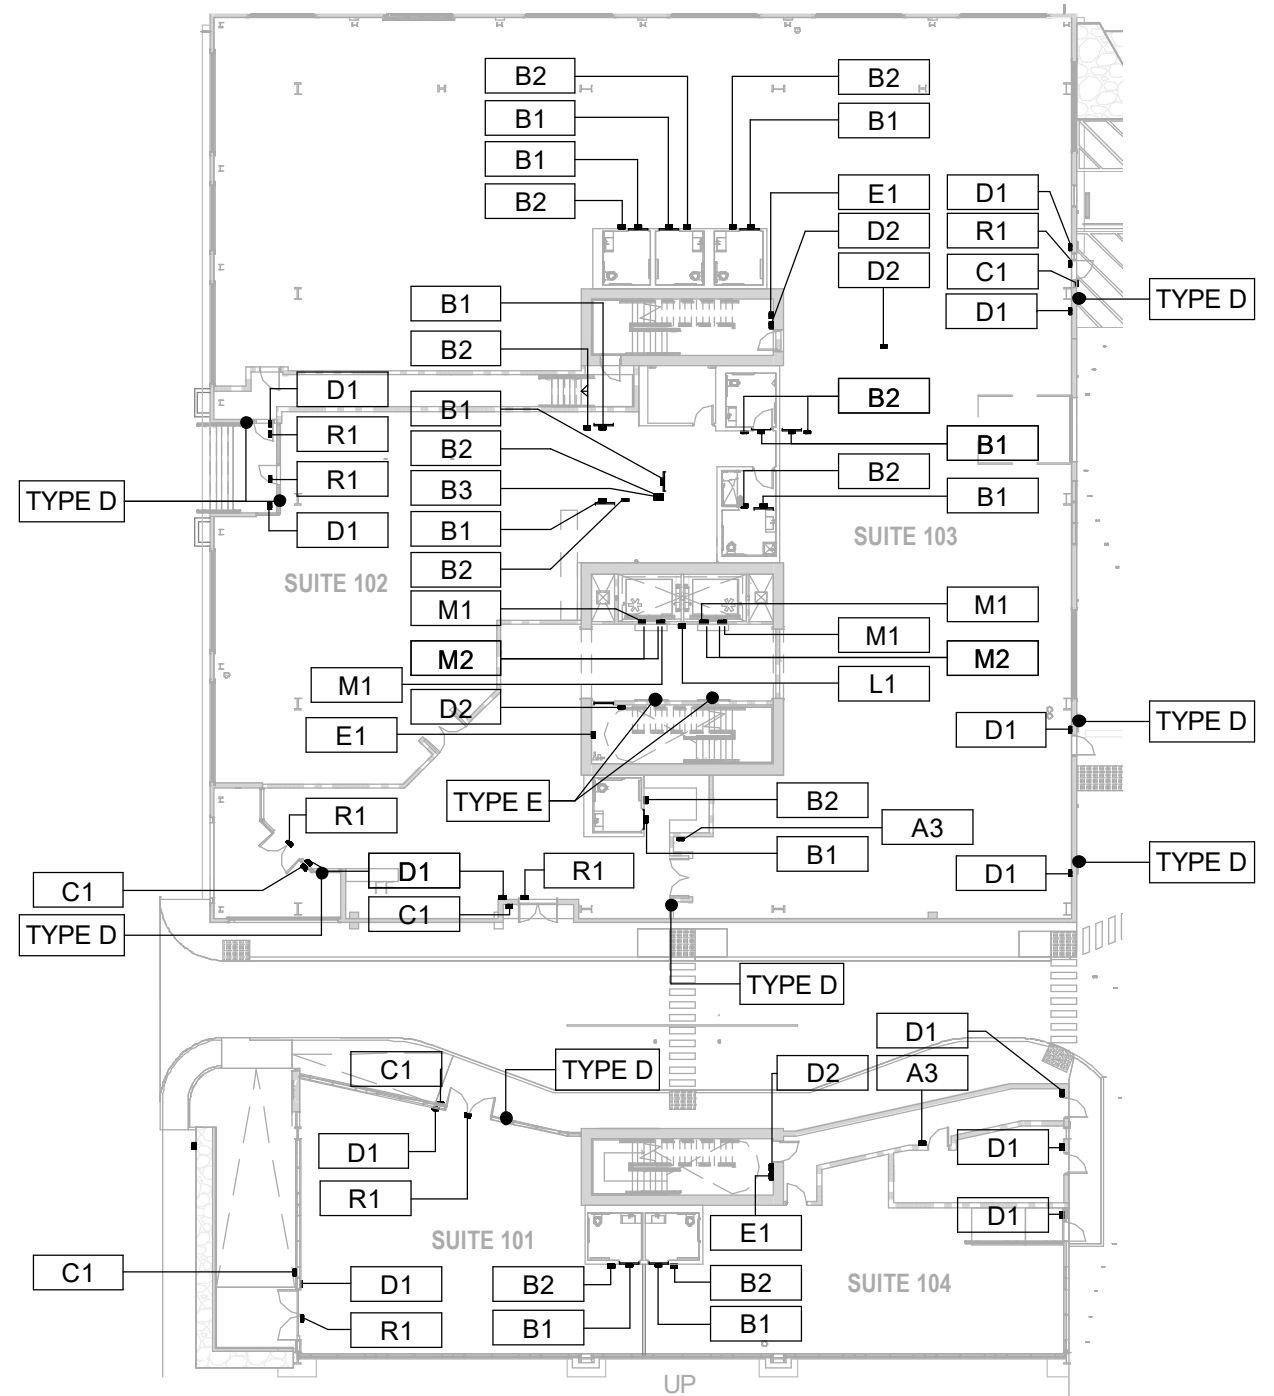 B2
B2
B1
B1
B1
B2
E1
D1
D2
R1
D2
C1
TYPE D
B1
D1
B2
D1
B1
B2
R1
B2
B1
R1
B3
B2
B1
TYPE D
D1
B1
B2
SUITE 103
SUITE 102
M1
M1
M1
M2
M2
M1
L1
D2
D1
TYPE D
E1
TYPE E
B2
R1
A3
B1
D1
R1
D1
TYPE D
C1
C1
TYPE D
TYPE D
D1
C1
TYPE D
D2
A3
D1
D1
R1
D1
E1
SUITE 101
C1
D1
B2
B2
SUITE 104
R1
B1
B1
UP